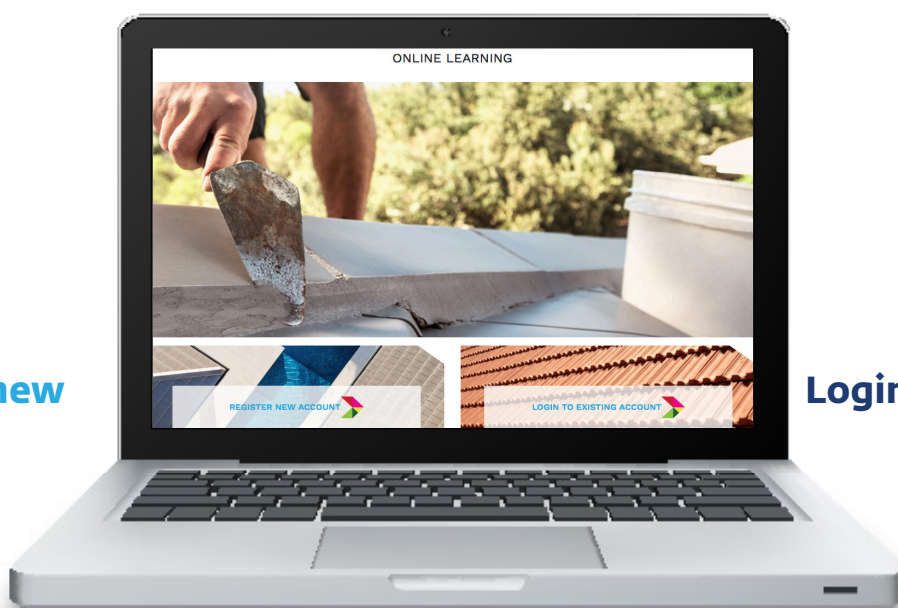 ONLINE LEARNING
new
Login
REGISTER NEW ACCOUNT
LOGIN TO EXISTING ACCOUNT